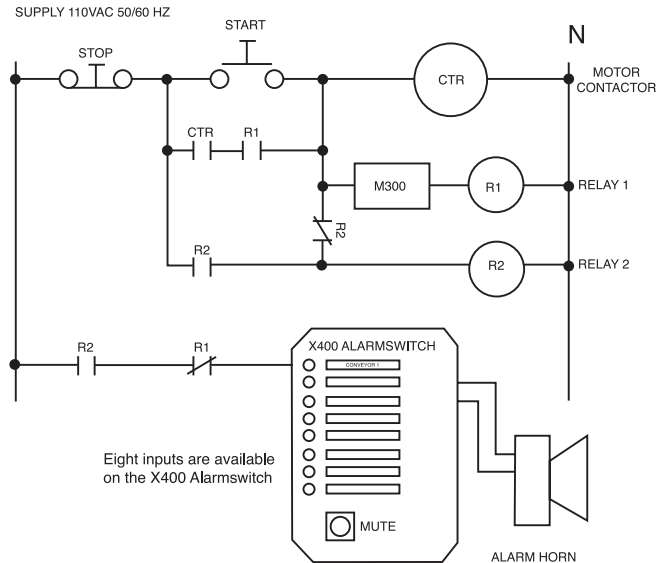 SUPPLY 110VAC 50/60 HZ
START
N
STOP
CTR
MOTOR
CONTACTOR
CTR
R1
M300
R1
RELAY 1
R2
R2
R2
RELAY 2
R2
R1
X400 ALARMSWITCH
CONVEYOR 1
Eight inputs are available
on the X400 Alarmswitch
MUTE
ALARM HORN